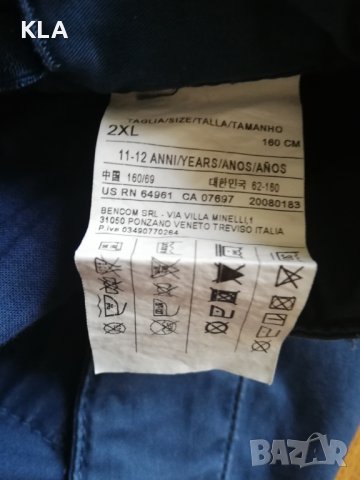 KLA
TAGLIA/SIZE/TALLA/TAMANHO
2XL 160 CM
11-12 ANNI/YEARS/ANOS/AÑOS
中国 160/69 대한민국 62-160
US RN 64961 CA 07697 20080183
BENCOM SRL - VIA VILLA MINELLI,1
31050 PONZANO VENETO TREVISO ITALIA
P.iva 03490770264
BAZAR